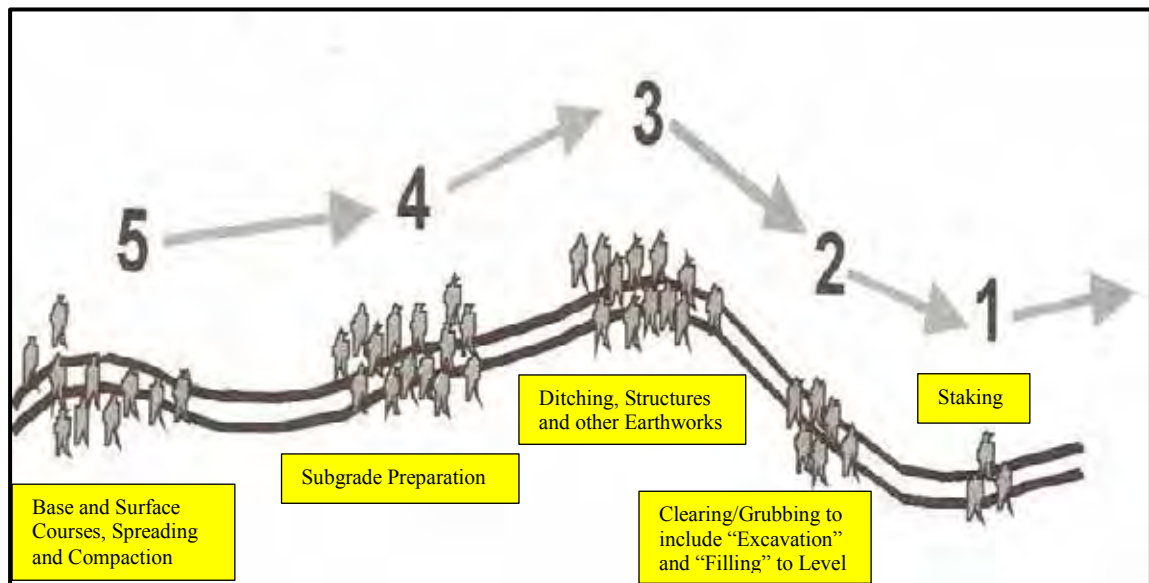 3
4
5
2
1
Staking
Ditching, Structures
and other Earthworks
Subgrade Preparation
Base and Surface
Courses, Spreading
and Compaction
Clearing/Grubbing to
include “Excavation”
and “Filling” to Level